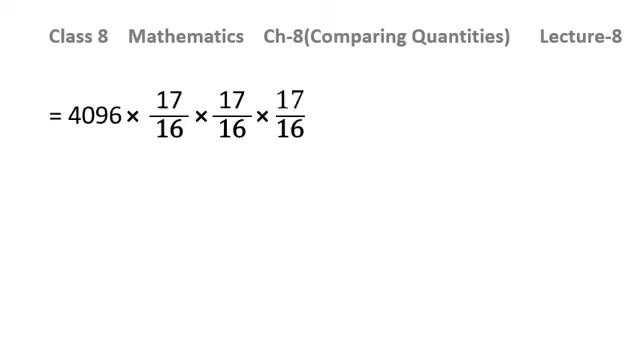 Class 8 Mathematics Ch-8(Comparing Quantities) Lecture-8
= 4096 × 17/16 × 17/16 × 17/16